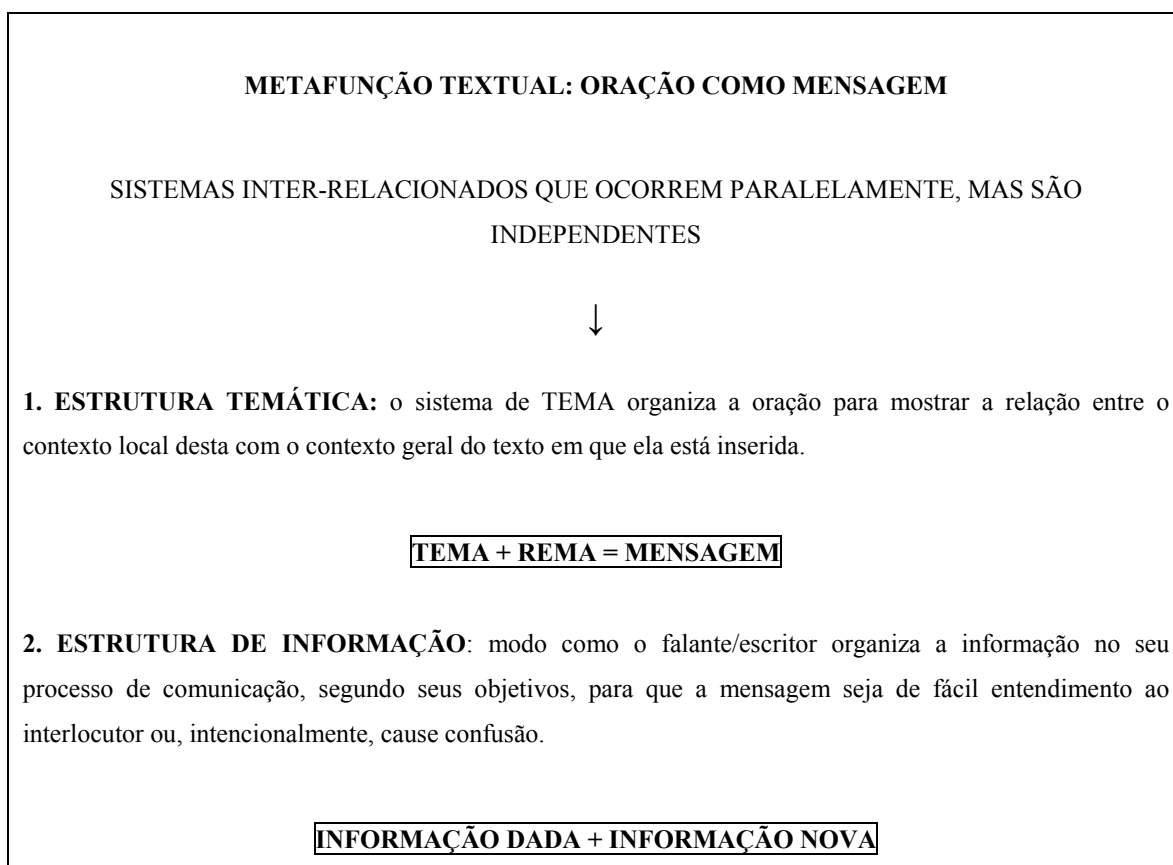 METAFUNÇÃO TEXTUAL: ORAÇÃO COMO MENSAGEM
SISTEMAS INTER-RELACIONADOS QUE OCORREM PARALELAMENTE, MAS SÃO
INDEPENDENTES
↓
1. ESTRUTURA TEMÁTICA: o sistema de TEMA organiza a oração para mostrar a relação entre o
contexto local desta com o contexto geral do texto em que ela está inserida.
TEMA + REMA = MENSAGEM
2. ESTRUTURA DE INFORMAÇÃO: modo como o falante/escritor organiza a informação no seu
processo de comunicação, segundo seus objetivos, para que a mensagem seja de fácil entendimento ao
interlocutor ou, intencionalmente, cause confusão.
INFORMAÇÃO DADA + INFORMAÇÃO NOVA